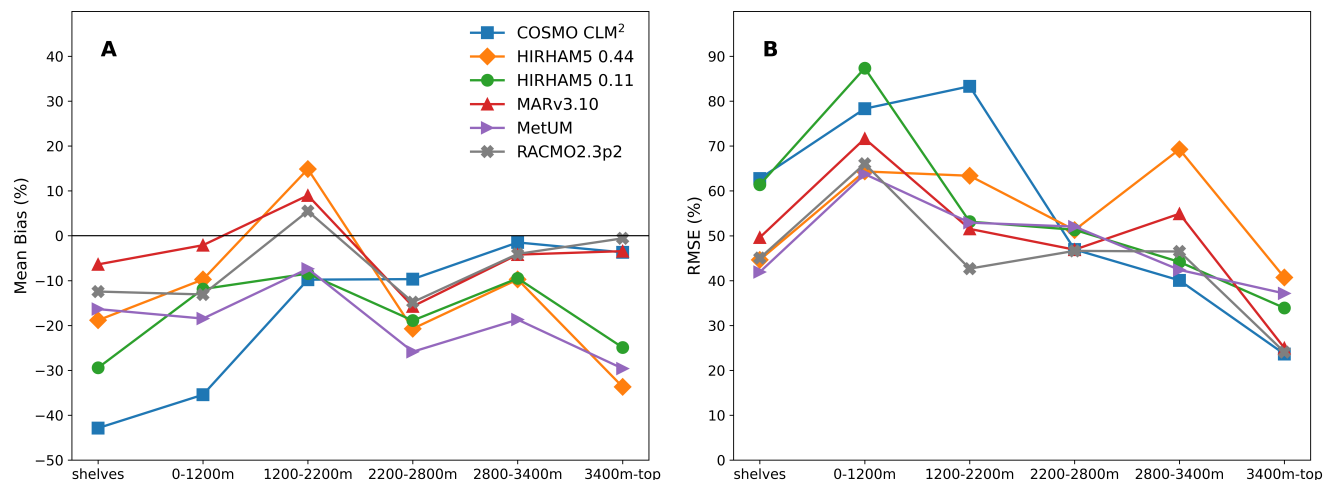 A
COSMO CLM²
HIRHAM5 0.44
HIRHAM5 0.11
MARv3.10
MetUM
RACMO2.3p2
Mean Bias (%)
40
30
20
10
0
−10
−20
−30
−40
−50
shelves 0-1200m 1200-2200m 2200-2800m 2800-3400m 3400m-top
B
RMSE (%)
90
80
70
60
50
40
30
20
10
0
shelves 0-1200m 1200-2200m 2200-2800m 2800-3400m 3400m-top